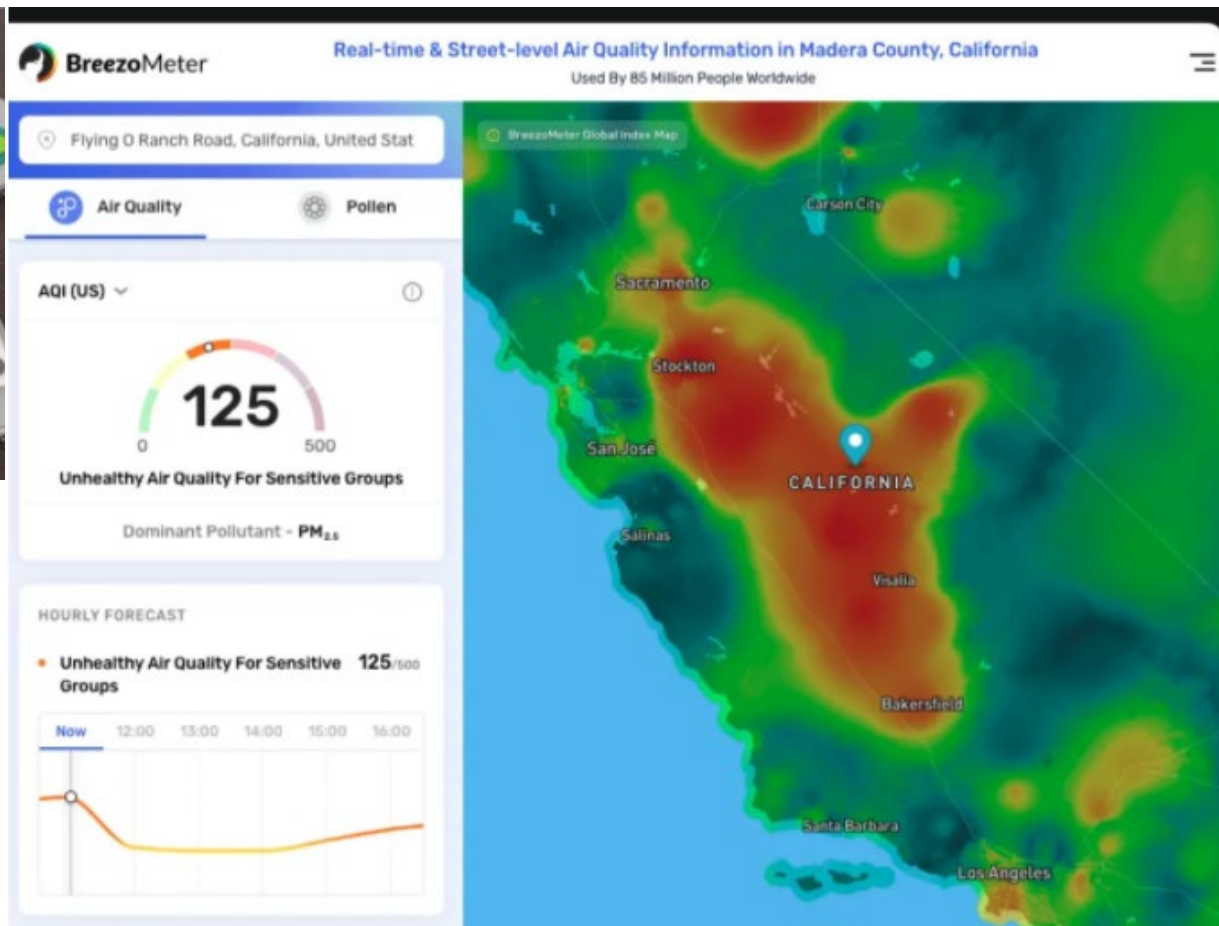 BreezoMeter
Real-time & Street-level Air Quality Information in Madera County, California
Used By 85 Million People Worldwide
Flying O Ranch Road, California, United Stat
Air Quality
Pollen
AQI (US)
125
0
500
Unhealthy Air Quality For Sensitive Groups
Dominant Pollutant - PM2.5
HOURLY FORECAST
Unhealthy Air Quality For Sensitive 125/500
Groups
Now 12:00 13:00 14:00 15:00 16:00
BreezoMeter Global Index Map
Carson City
Sacramento
Stockton
San José
CALIFORNIA
Salinas
Visalia
Bakersfield
Santa Barbara
Los Angeles